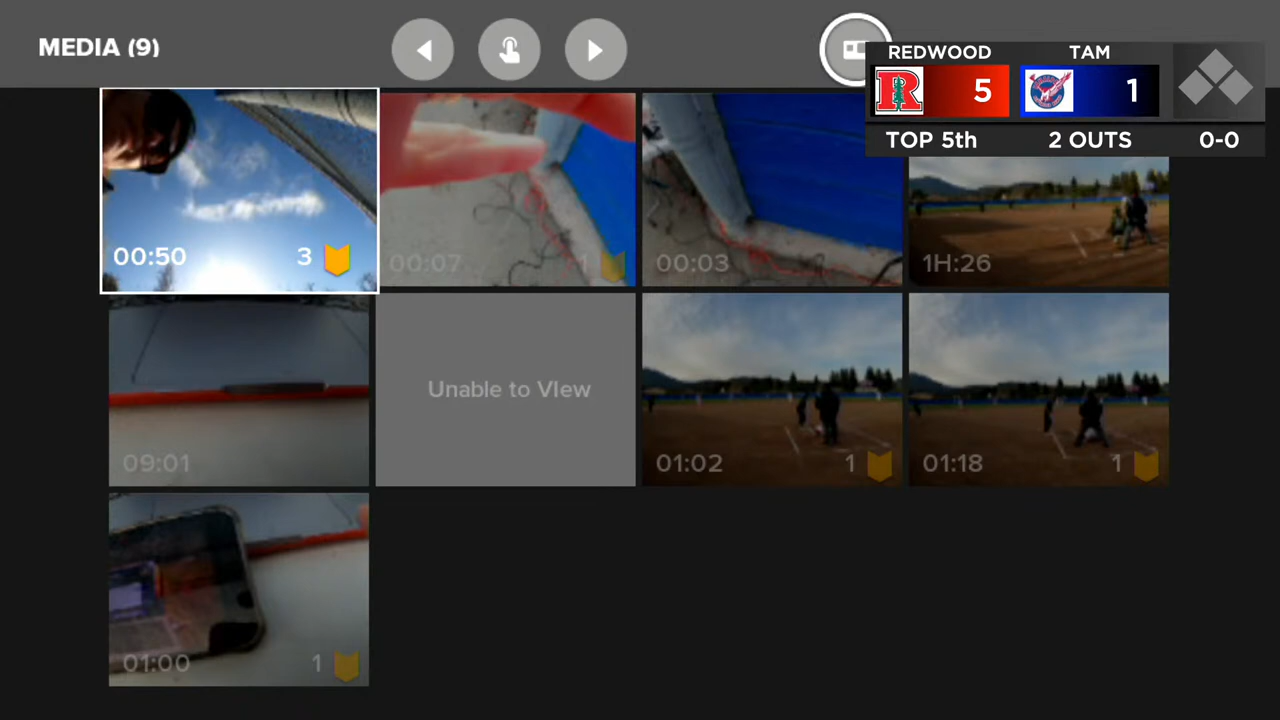 MEDIA (9)
REDWOOD TAM
R 5 1
TOP 5th 2 OUTS 0-0
00:50 3
00:07 1
00:03
1H:26
09:01
Unable to VIew
01:02 1
01:18 1
01:00 1